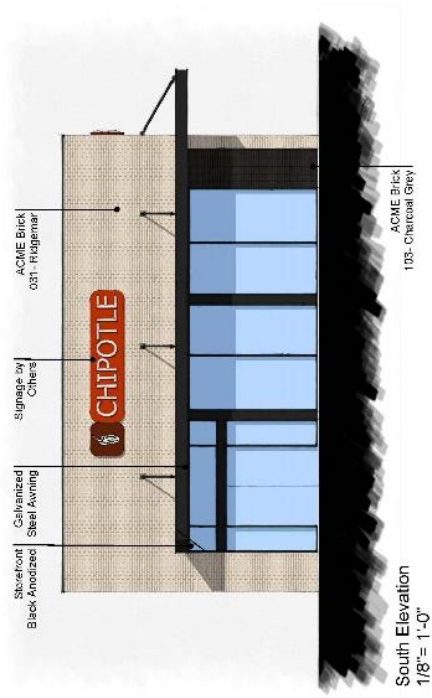 Storefront
Black Anodized
Galvanized
Steel Awning
Signage by
Others
ACME Brick
031- Ridgemar
CHIPOTLE
ACME Brick
103- Charcoal Grey
South Elevation
1/8"= 1'-0"